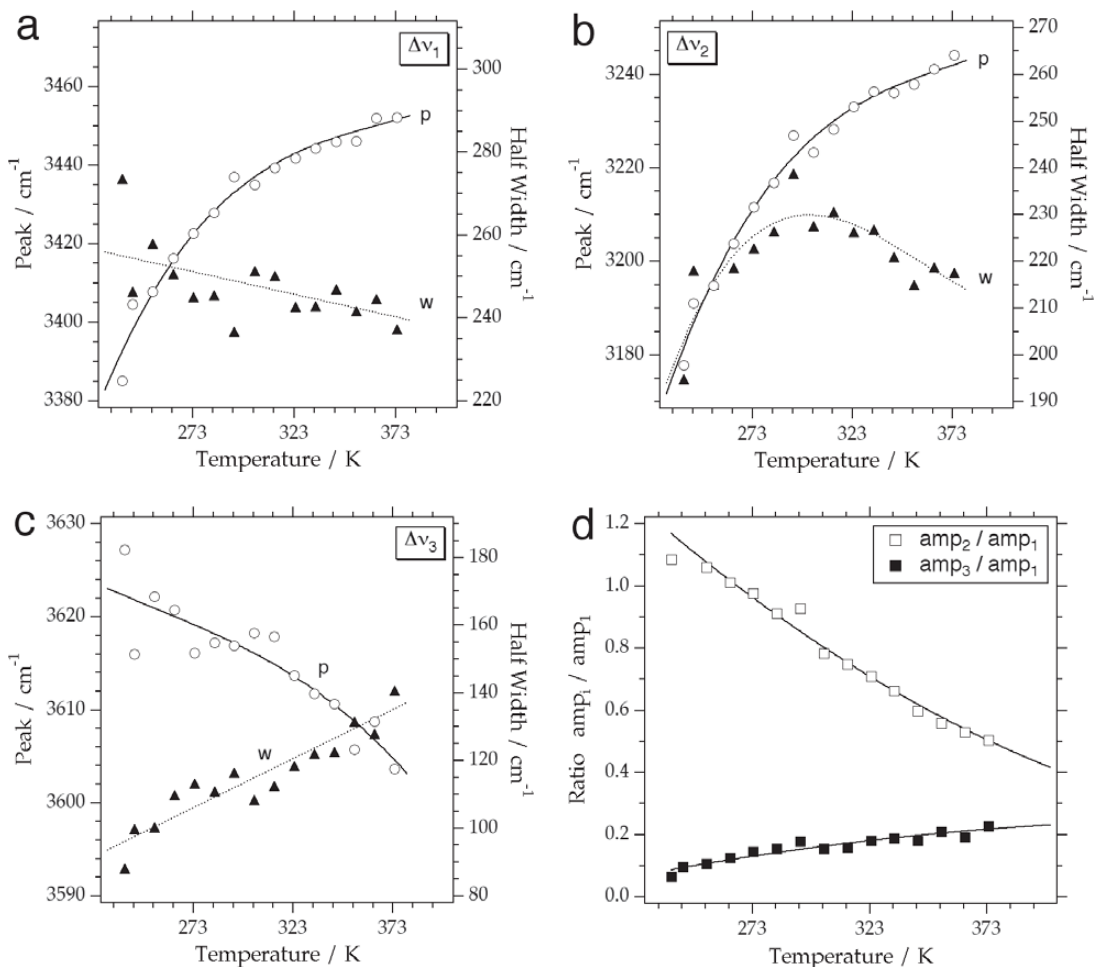 a
Δν1
3460
3440
3420
3400
3380
Peak / cm-1
300
280
260
240
220
Half Width / cm-1
p
w
273
323
373
Temperature / K
b
Δν2
3240
3220
3200
3180
Peak / cm-1
270
260
250
240
230
220
210
200
190
Half Width / cm-1
p
w
273
323
373
Temperature / K
c
Δν3
3630
3620
3610
3600
3590
Peak / cm-1
180
160
140
120
100
80
Half Width / cm-1
p
w
273
323
373
Temperature / K
d
amp2 / amp1
amp3 / amp1
1.2
1.0
0.8
0.6
0.4
0.2
0.0
Ratio ampi / amp1
273
323
373
Temperature / K